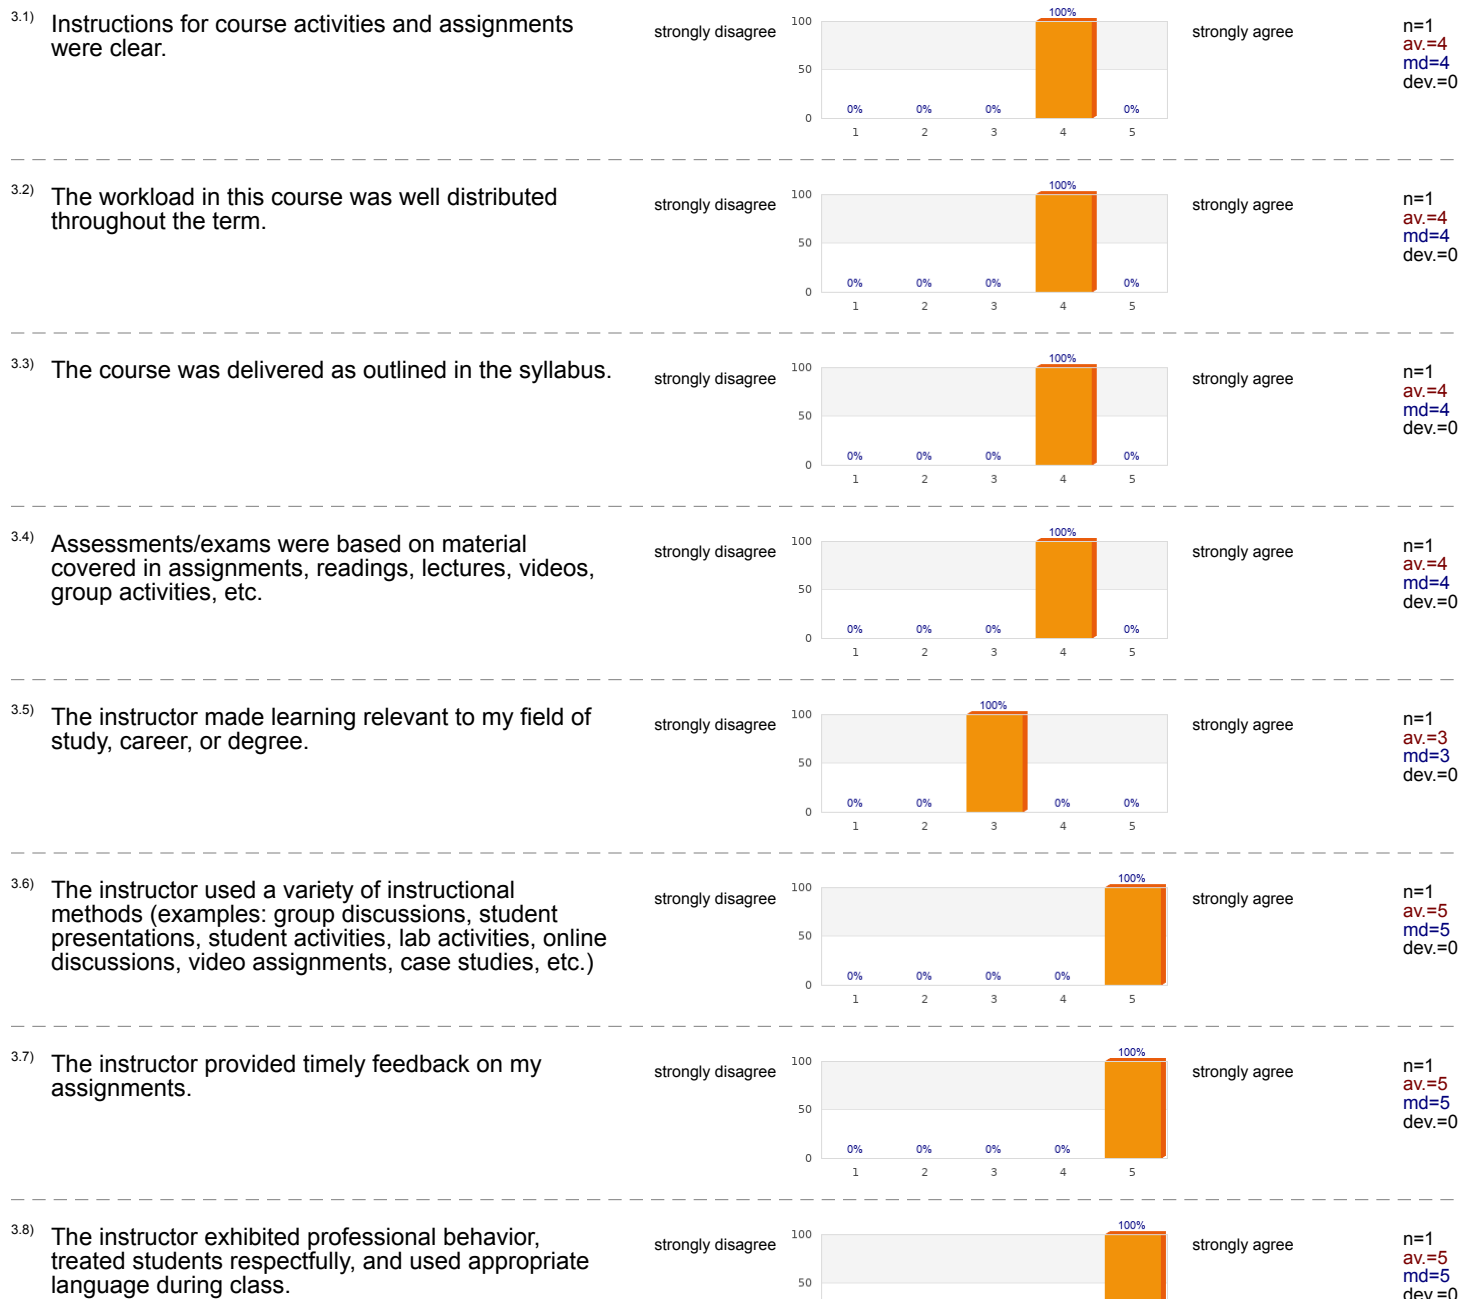 3.1) Instructions for course activities and assignments
were clear.
strongly disagree
100
50
0
0% 0% 0% 100% 0%
1 2 3 4 5
strongly agree
n=1
av.=4
md=4
dev.=0
3.2) The workload in this course was well distributed
throughout the term.
strongly disagree
100
50
0
0% 0% 0% 100% 0%
1 2 3 4 5
strongly agree
n=1
av.=4
md=4
dev.=0
3.3) The course was delivered as outlined in the syllabus.
strongly disagree
100
50
0
0% 0% 0% 100% 0%
1 2 3 4 5
strongly agree
n=1
av.=4
md=4
dev.=0
3.4) Assessments/exams were based on material
covered in assignments, readings, lectures, videos,
group activities, etc.
strongly disagree
100
50
0
0% 0% 0% 100% 0%
1 2 3 4 5
strongly agree
n=1
av.=4
md=4
dev.=0
3.5) The instructor made learning relevant to my field of
study, career, or degree.
strongly disagree
100
50
0
0% 0% 100% 0% 0%
1 2 3 4 5
strongly agree
n=1
av.=3
md=3
dev.=0
3.6) The instructor used a variety of instructional
methods (examples: group discussions, student
presentations, student activities, lab activities, online
discussions, video assignments, case studies, etc.)
strongly disagree
100
50
0
0% 0% 0% 0% 100%
1 2 3 4 5
strongly agree
n=1
av.=5
md=5
dev.=0
3.7) The instructor provided timely feedback on my
assignments.
strongly disagree
100
50
0
0% 0% 0% 0% 100%
1 2 3 4 5
strongly agree
n=1
av.=5
md=5
dev.=0
3.8) The instructor exhibited professional behavior,
treated students respectfully, and used appropriate
language during class.
strongly disagree
100
50
100%
strongly agree
n=1
av.=5
md=5
dev.=0